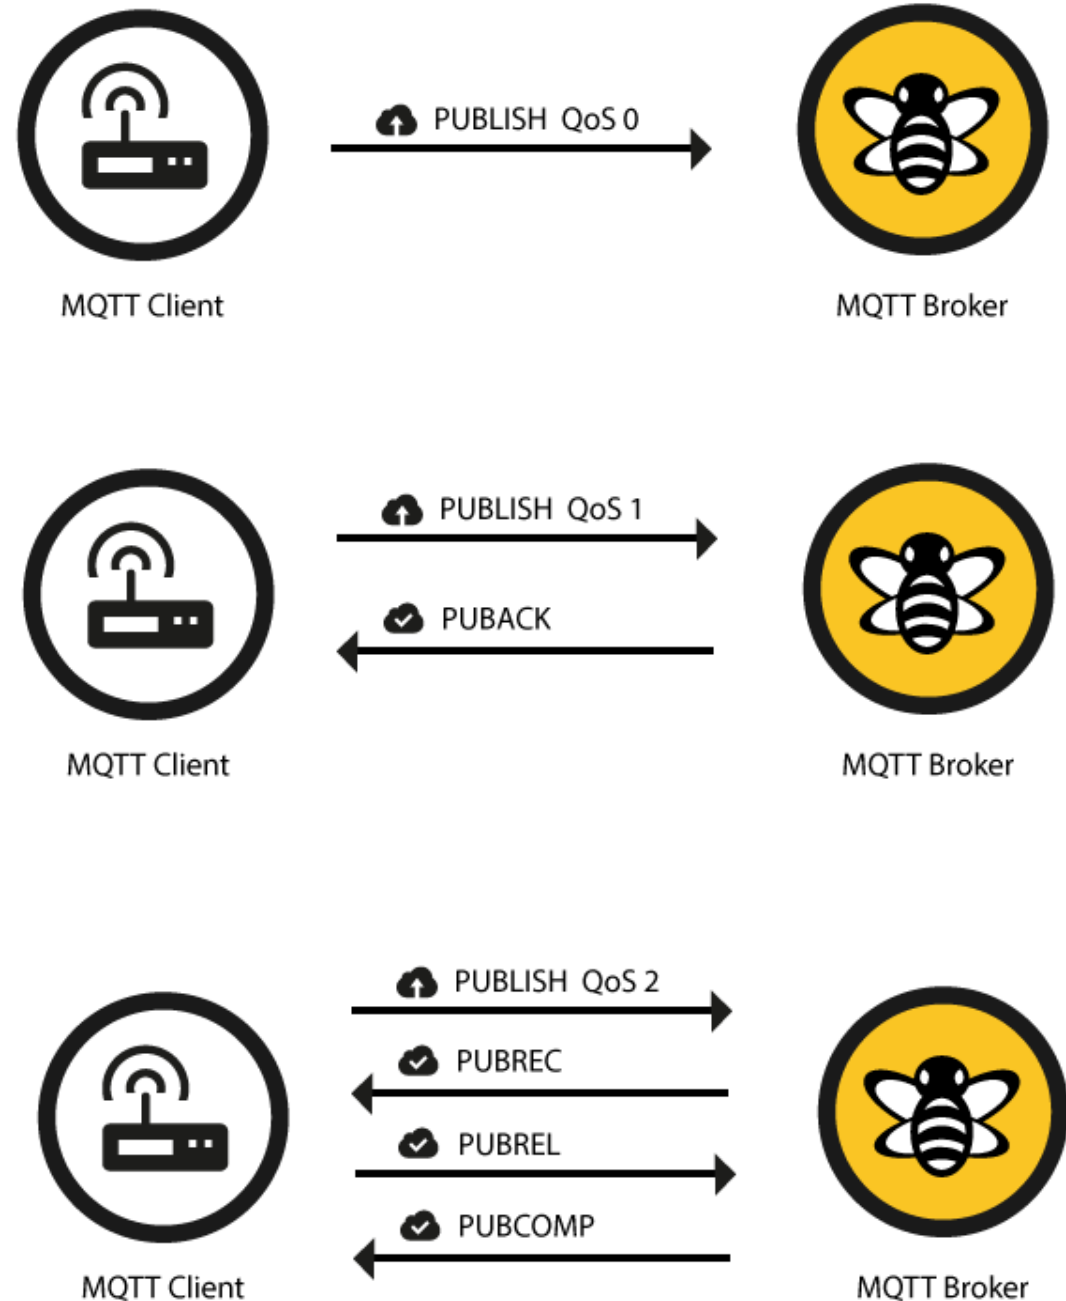 PUBLISH QoS 0
MQTT Client
MQTT Broker
PUBLISH QoS 1
PUBACK
MQTT Client
MQTT Broker
PUBLISH QoS 2
PUBREC
PUBREL
PUBCOMP
MQTT Client
MQTT Broker